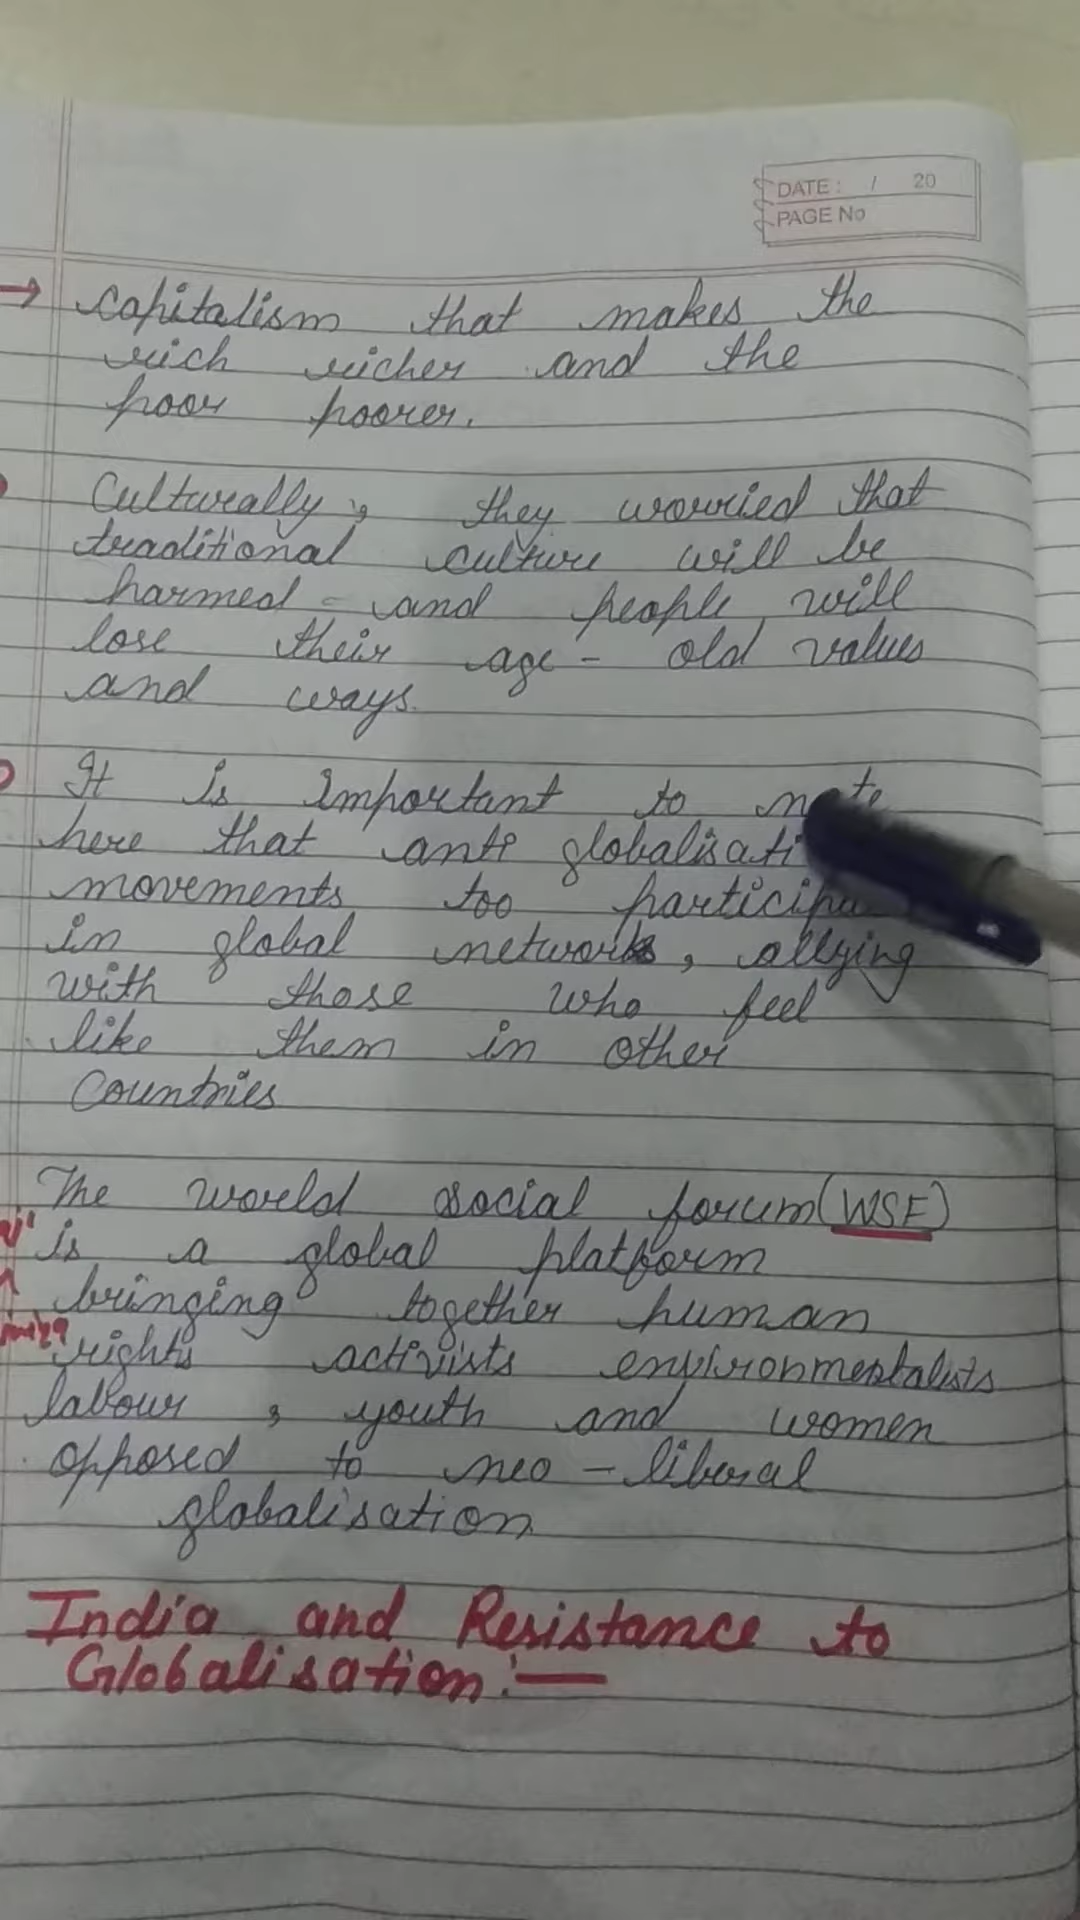 DATE: / 20
PAGE No
→ capitalism that makes the
rich richer and the
poor poorer.
Culturally, they worried that
traditional culture will be
harmed - and people will
lose their age - old values
and ways.
It is Important to
here that anti
movements too
in global networks, allying
with those who feel
like them in other
Countries
The world social forum (WSF)
is a global platform
bringing together human
rights activists environmentalists
labour, youth and women
opposed to neo - liberal
globalisation
India and Resistance to
Globalisation:—